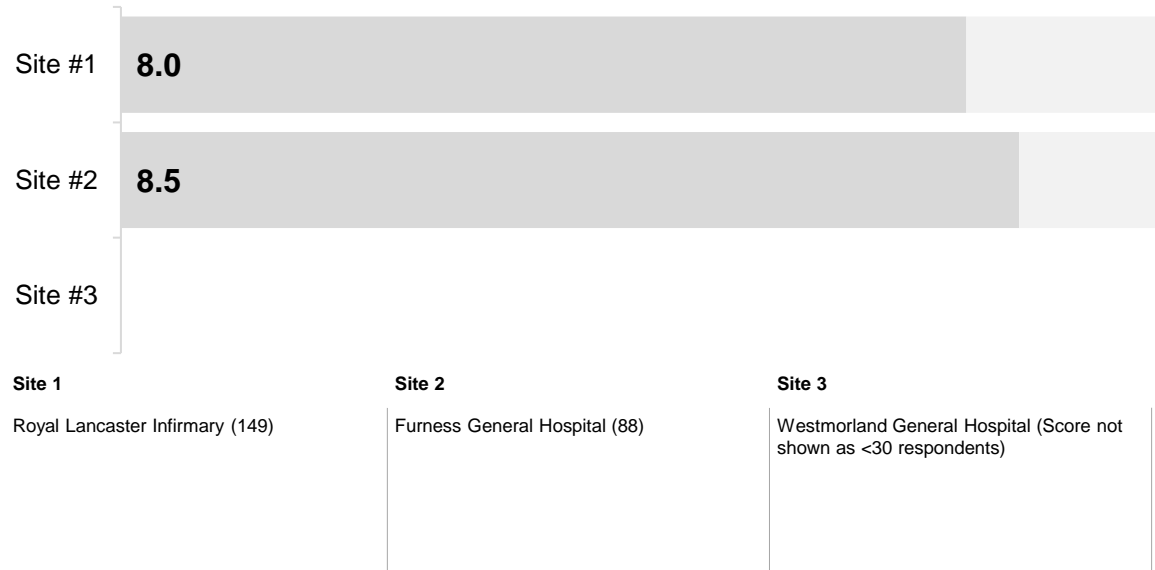 Site #1
8.0
Site #2
8.5
Site #3
Site 1
Site 2
Site 3
Royal Lancaster Infirmary (149)
Furness General Hospital (88)
Westmorland General Hospital (Score not
shown as <30 respondents)